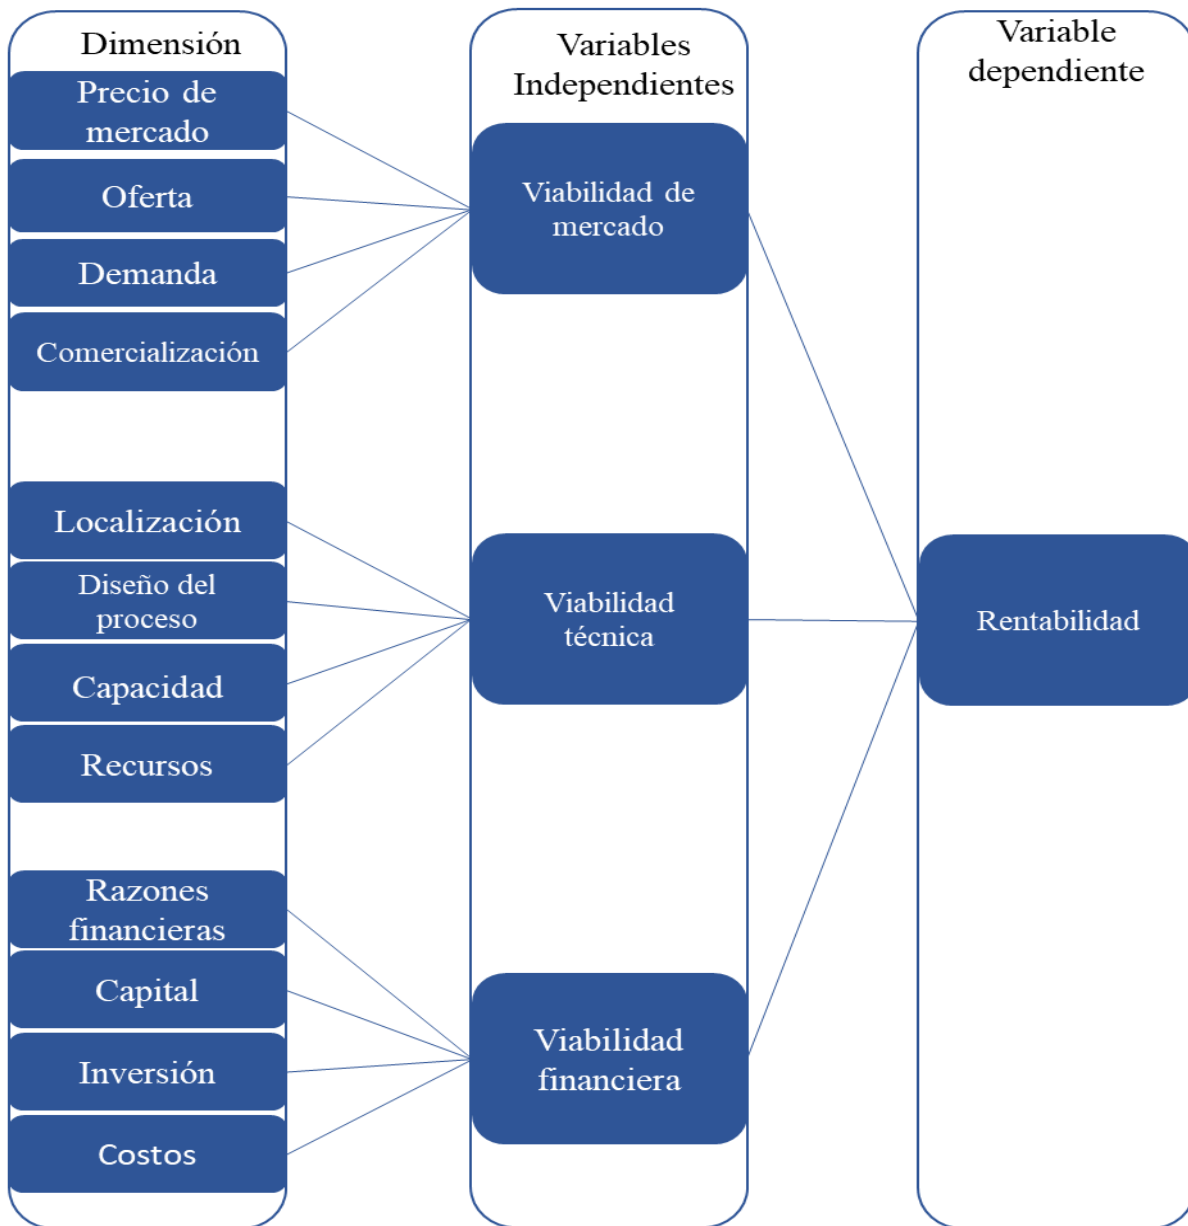 Dimensión
Precio de
mercado
Oferta
Demanda
Comercialización
Localización
Diseño del
proceso
Capacidad
Recursos
Razones
financieras
Capital
Inversión
Costos
Variables
Independientes
Viabilidad de
mercado
Viabilidad
técnica
Viabilidad
financiera
Variable
dependiente
Rentabilidad